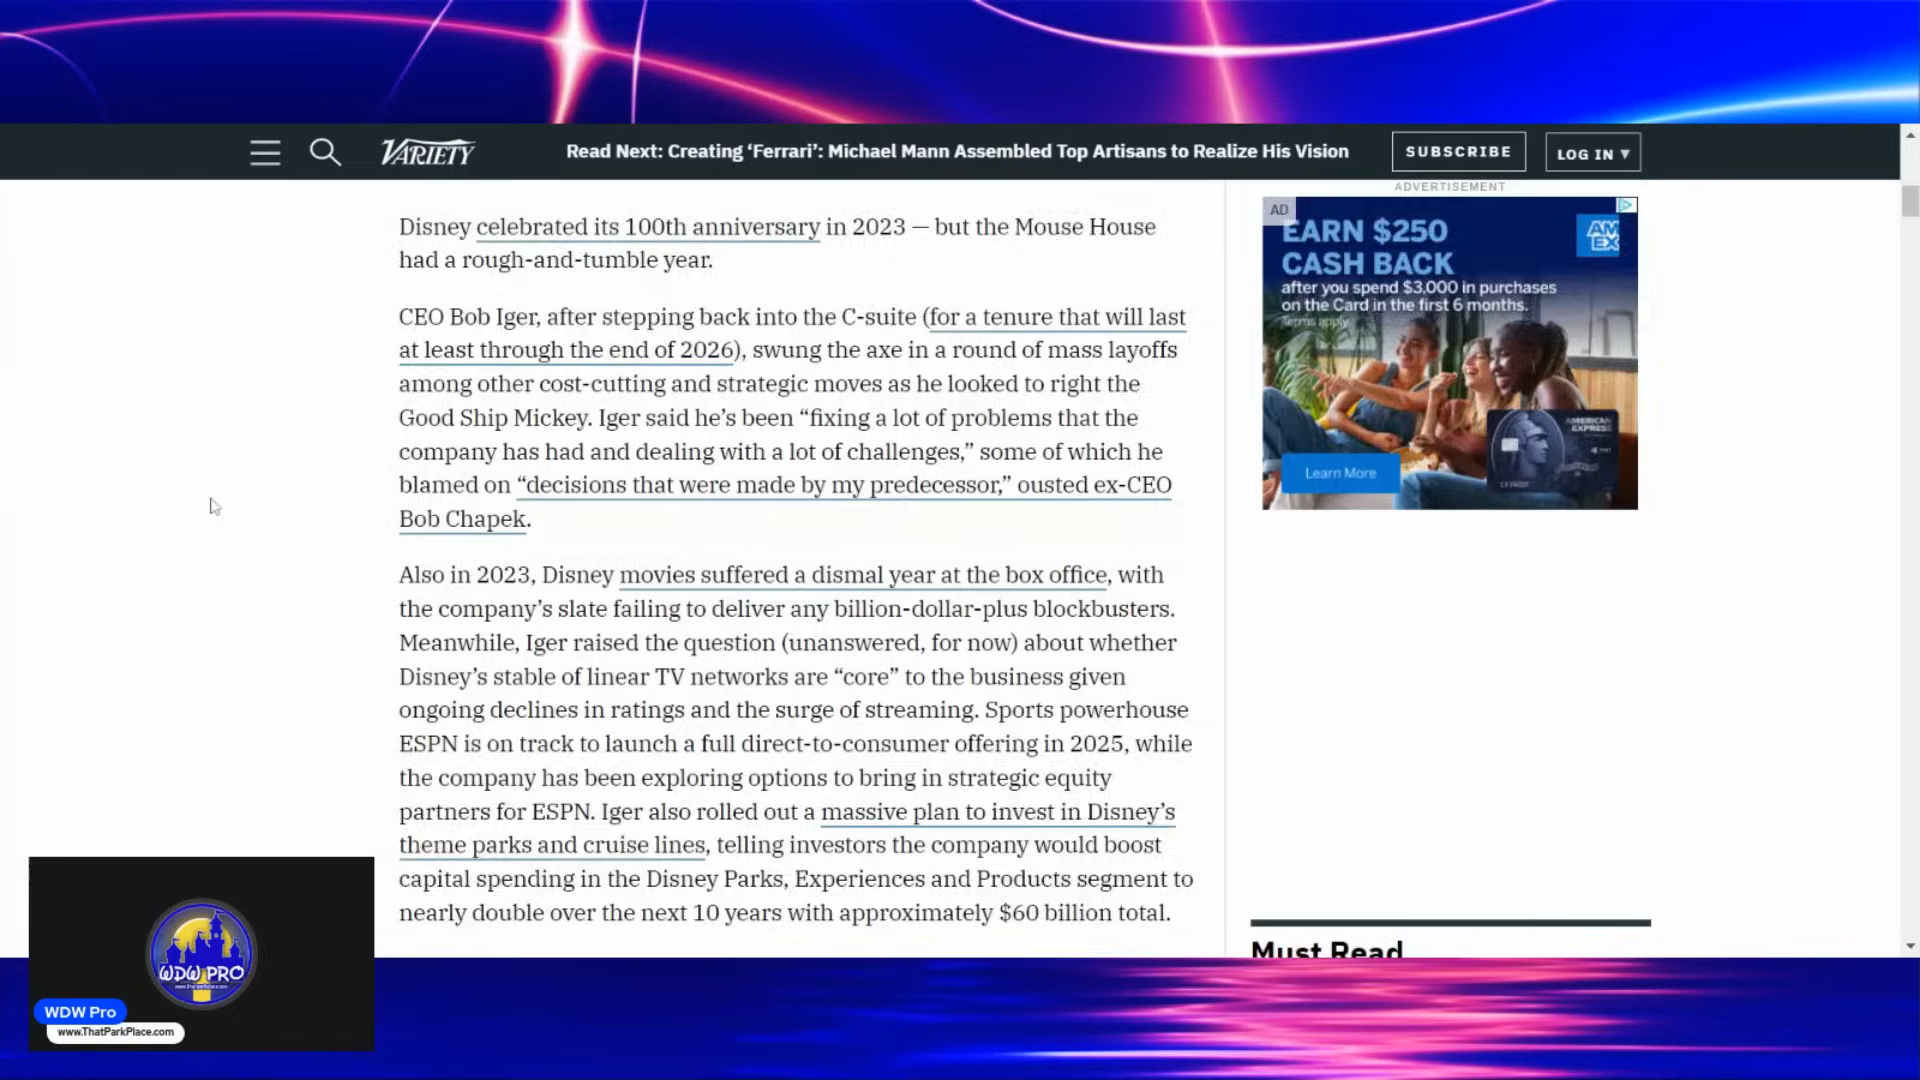 VARIETY
Read Next: Creating ‘Ferrari’: Michael Mann Assembled Top Artisans to Realize His Vision
SUBSCRIBE
LOG IN ▼
Disney celebrated its 100th anniversary in 2023 — but the Mouse House
had a rough-and-tumble year.
CEO Bob Iger, after stepping back into the C-suite (for a tenure that will last
at least through the end of 2026), swung the axe in a round of mass layoffs
among other cost-cutting and strategic moves as he looked to right the
Good Ship Mickey. Iger said he’s been “fixing a lot of problems that the
company has had and dealing with a lot of challenges,” some of which he
blamed on “decisions that were made by my predecessor,” ousted ex-CEO
Bob Chapek.
Also in 2023, Disney movies suffered a dismal year at the box office, with
the company’s slate failing to deliver any billion-dollar-plus blockbusters.
Meanwhile, Iger raised the question (unanswered, for now) about whether
Disney’s stable of linear TV networks are “core” to the business given
ongoing declines in ratings and the surge of streaming. Sports powerhouse
ESPN is on track to launch a full direct-to-consumer offering in 2025, while
the company has been exploring options to bring in strategic equity
partners for ESPN. Iger also rolled out a massive plan to invest in Disney’s
theme parks and cruise lines, telling investors the company would boost
capital spending in the Disney Parks, Experiences and Products segment to
nearly double over the next 10 years with approximately $60 billion total.
ADVERTISEMENT
AD
EARN $250
CASH BACK
after you spend $3,000 in purchases
on the Card in the first 6 months.
Terms apply
AM
EX
AMERICAN
EXPRESS
Learn More
Must Read
WDW PRO
WDW Pro
www.ThatParkPlace.com